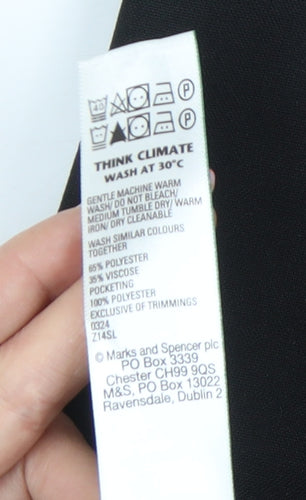 40 P
P
THINK CLIMATE
WASH AT 30°C
GENTLE MACHINE WARM
WASH/ DO NOT BLEACH/
MEDIUM TUMBLE DRY/ WARM
IRON/ DRY CLEANABLE
WASH SIMILAR COLOURS
TOGETHER
65% POLYESTER
35% VISCOSE
POCKETING
100% POLYESTER
EXCLUSIVE OF TRIMMINGS
0324
Z14SL
© Marks and Spencer plc
PO Box 3339
Chester CH99 9QS
M&S, PO Box 13022
Ravensdale, Dublin 2